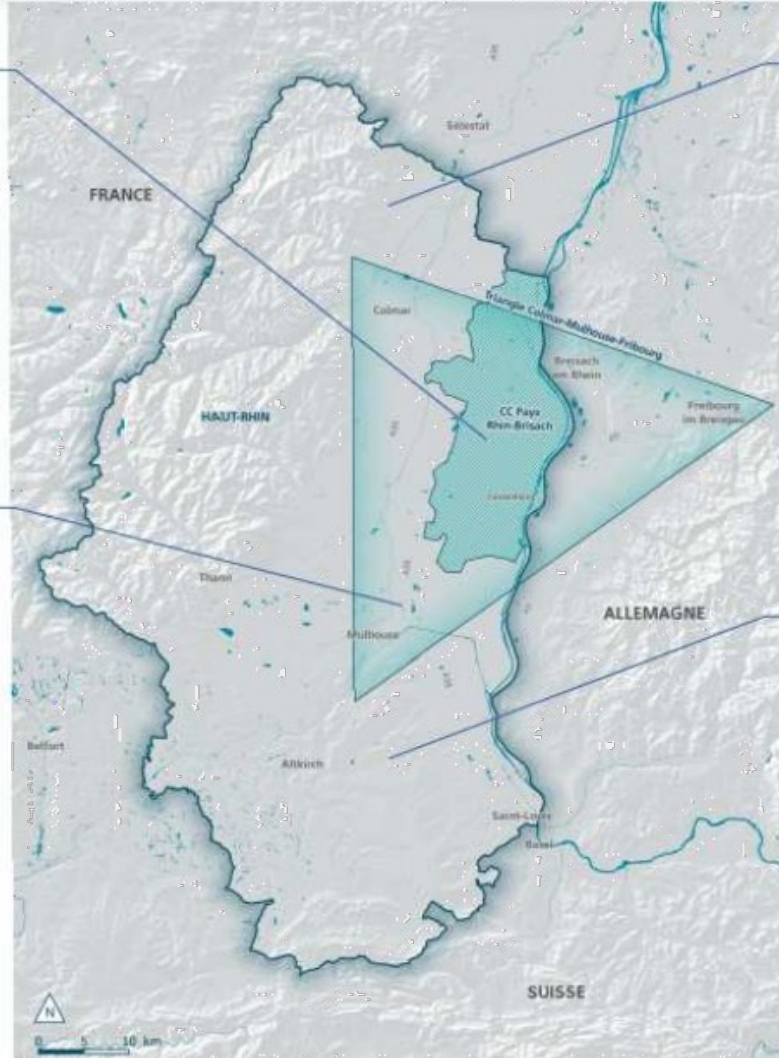 Sélestat
FRANCE
Triangle Colmar-Mulhouse-Fribourg
Colmar
Breisach
am Rhein
HAUT-RHIN
CC Pays
Rhin-Brisach
Freibourg
im Breisgau
Thann
ALLEMAGNE
Mulhouse
Belfort
Altkirch
Saint-Louis
Basel
SUISSE
N
0 5 10 km